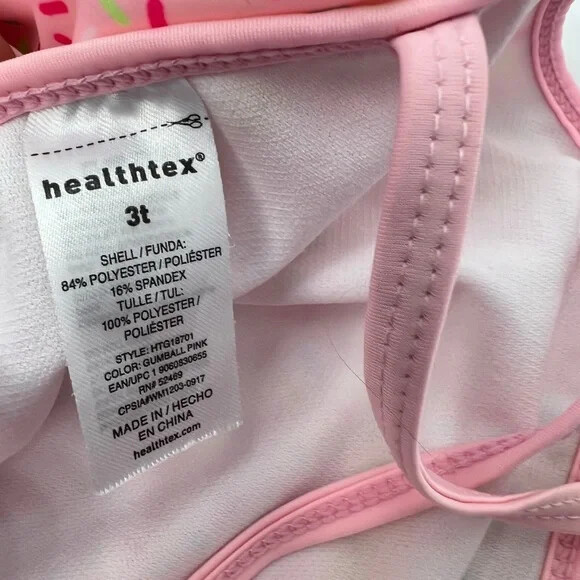 healthtex®
3t
SHELL / FUNDA:
84% POLYESTER / POLIÉSTER
16% SPANDEX
TULLE / TUL:
100% POLYESTER /
POLIÉSTER
STYLE: HTG18701
COLOR: GUMBALL PINK
EAN/UPC 1 9060830655
RN# 52469
CPSIA#WM1203-0917
MADE IN / HECHO
EN CHINA
healthtex.com